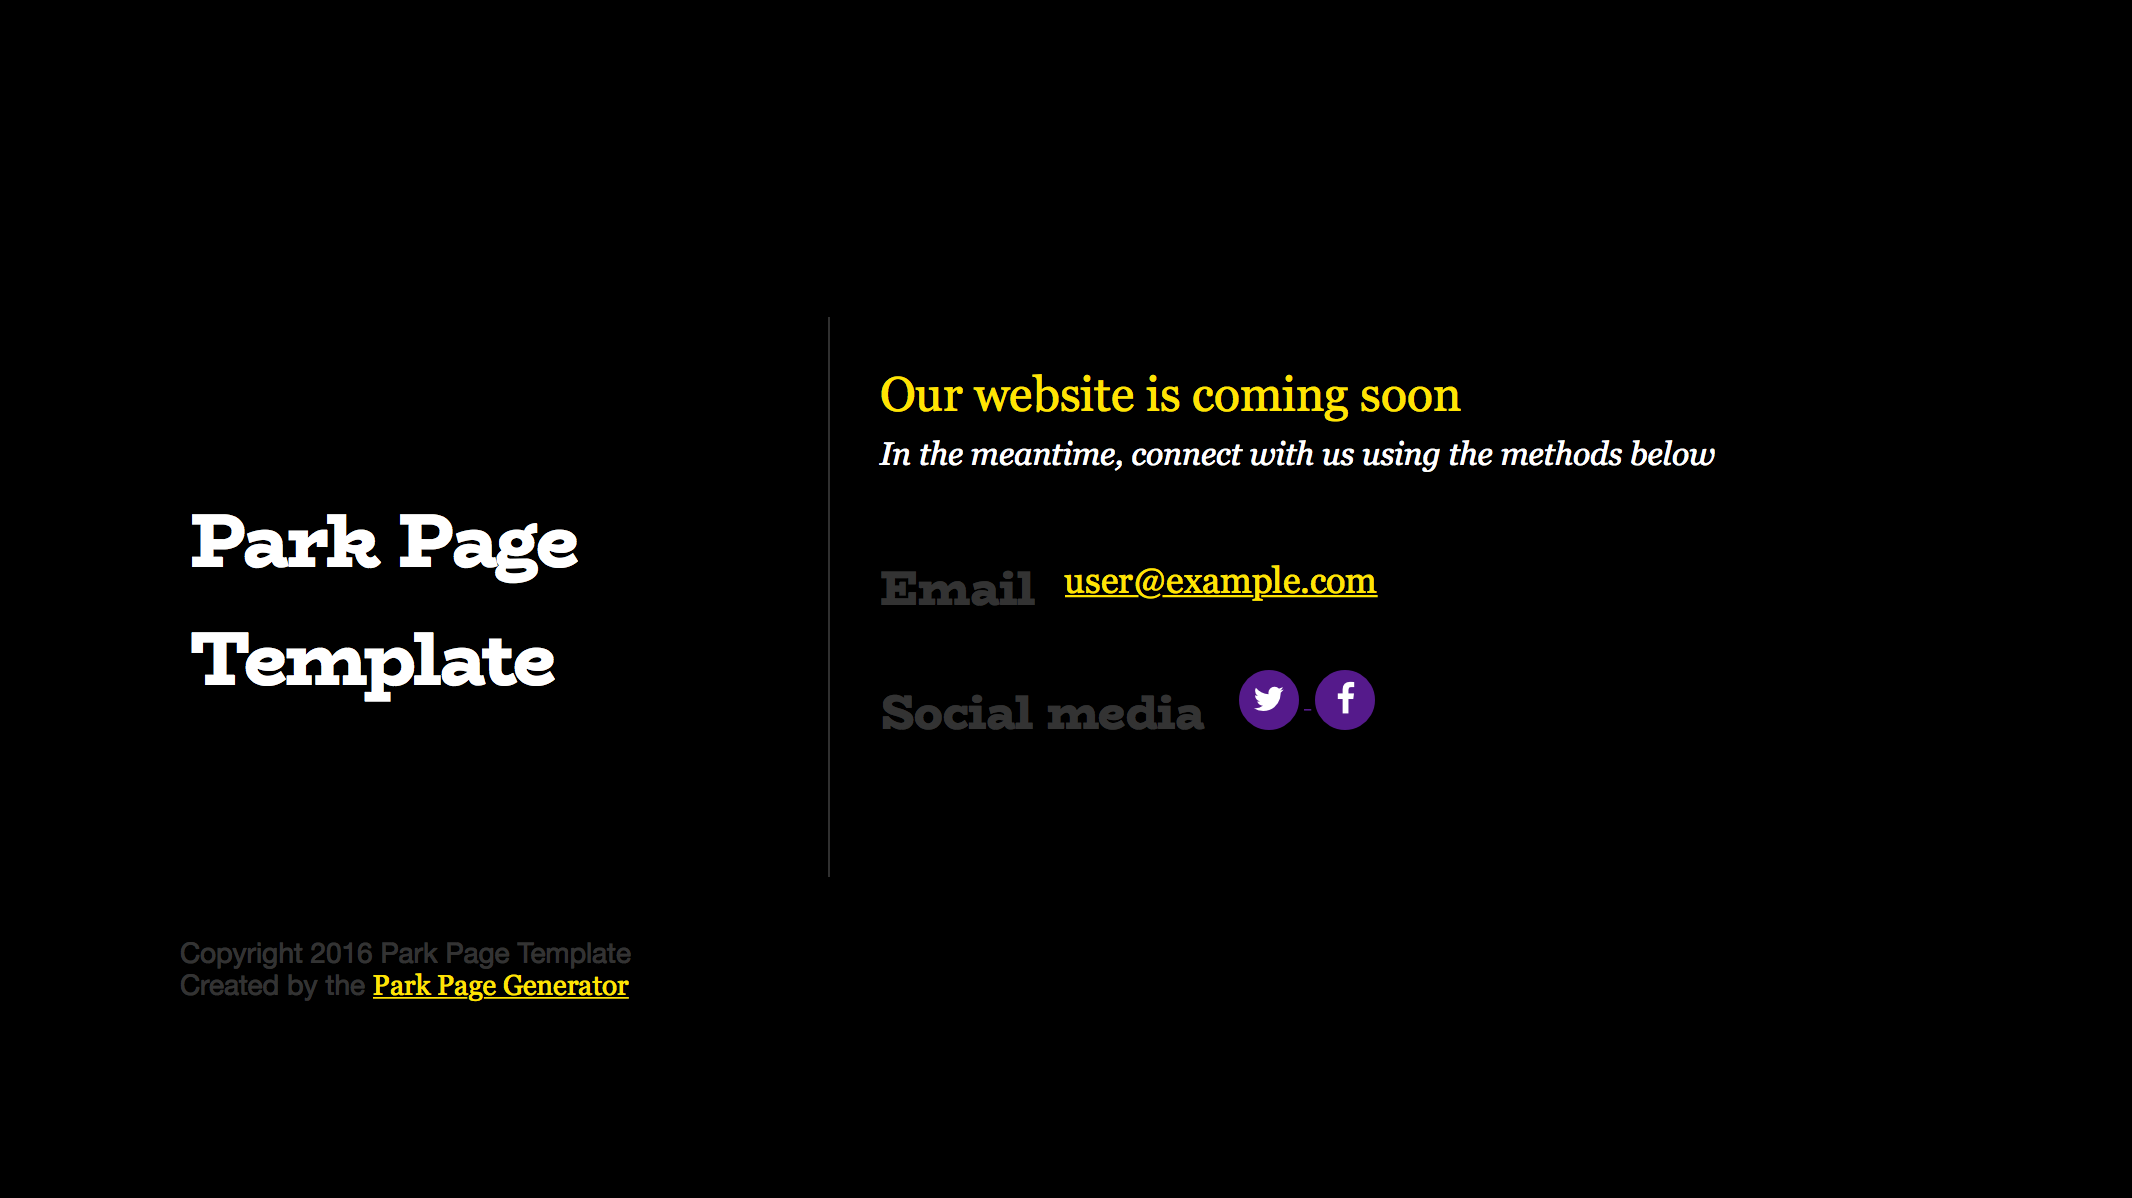 Park Page
Template
Our website is coming soon
In the meantime, connect with us using the methods below
Email user@example.com
Social media
Copyright 2016 Park Page Template
Created by the Park Page Generator